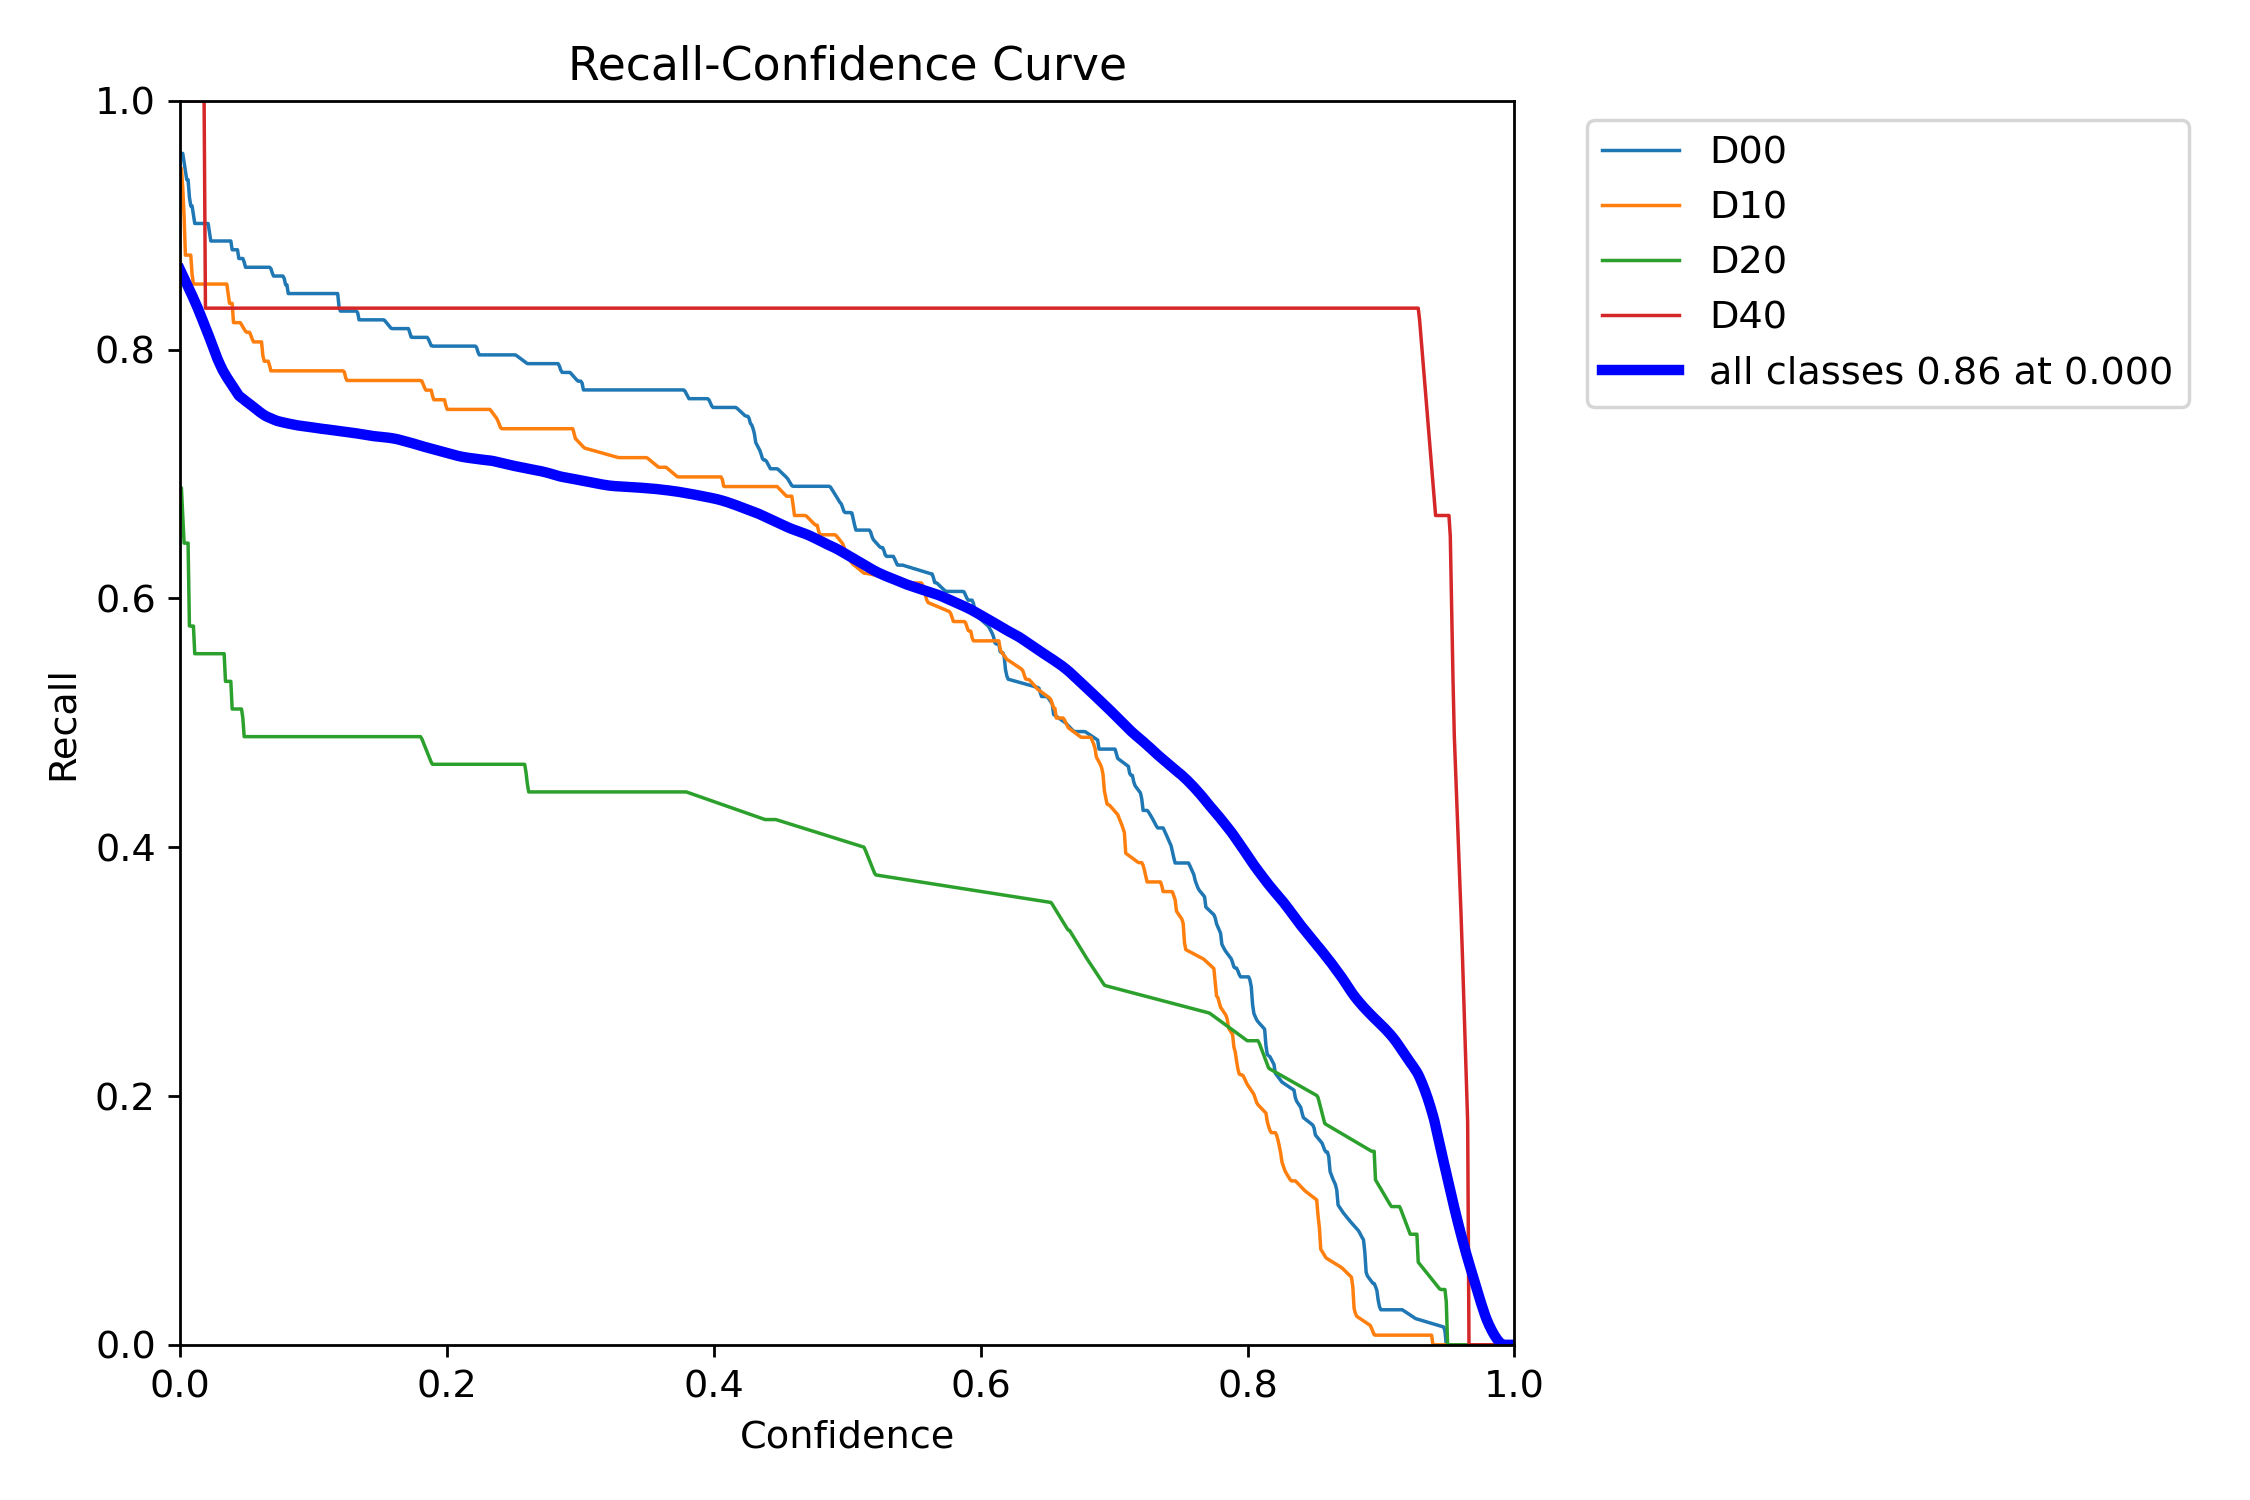 Recall-Confidence Curve
1.0
0.8
0.6
0.4
0.2
0.0
Recall
0.0 0.2 0.4 0.6 0.8 1.0
Confidence
D00
D10
D20
D40
all classes 0.86 at 0.000